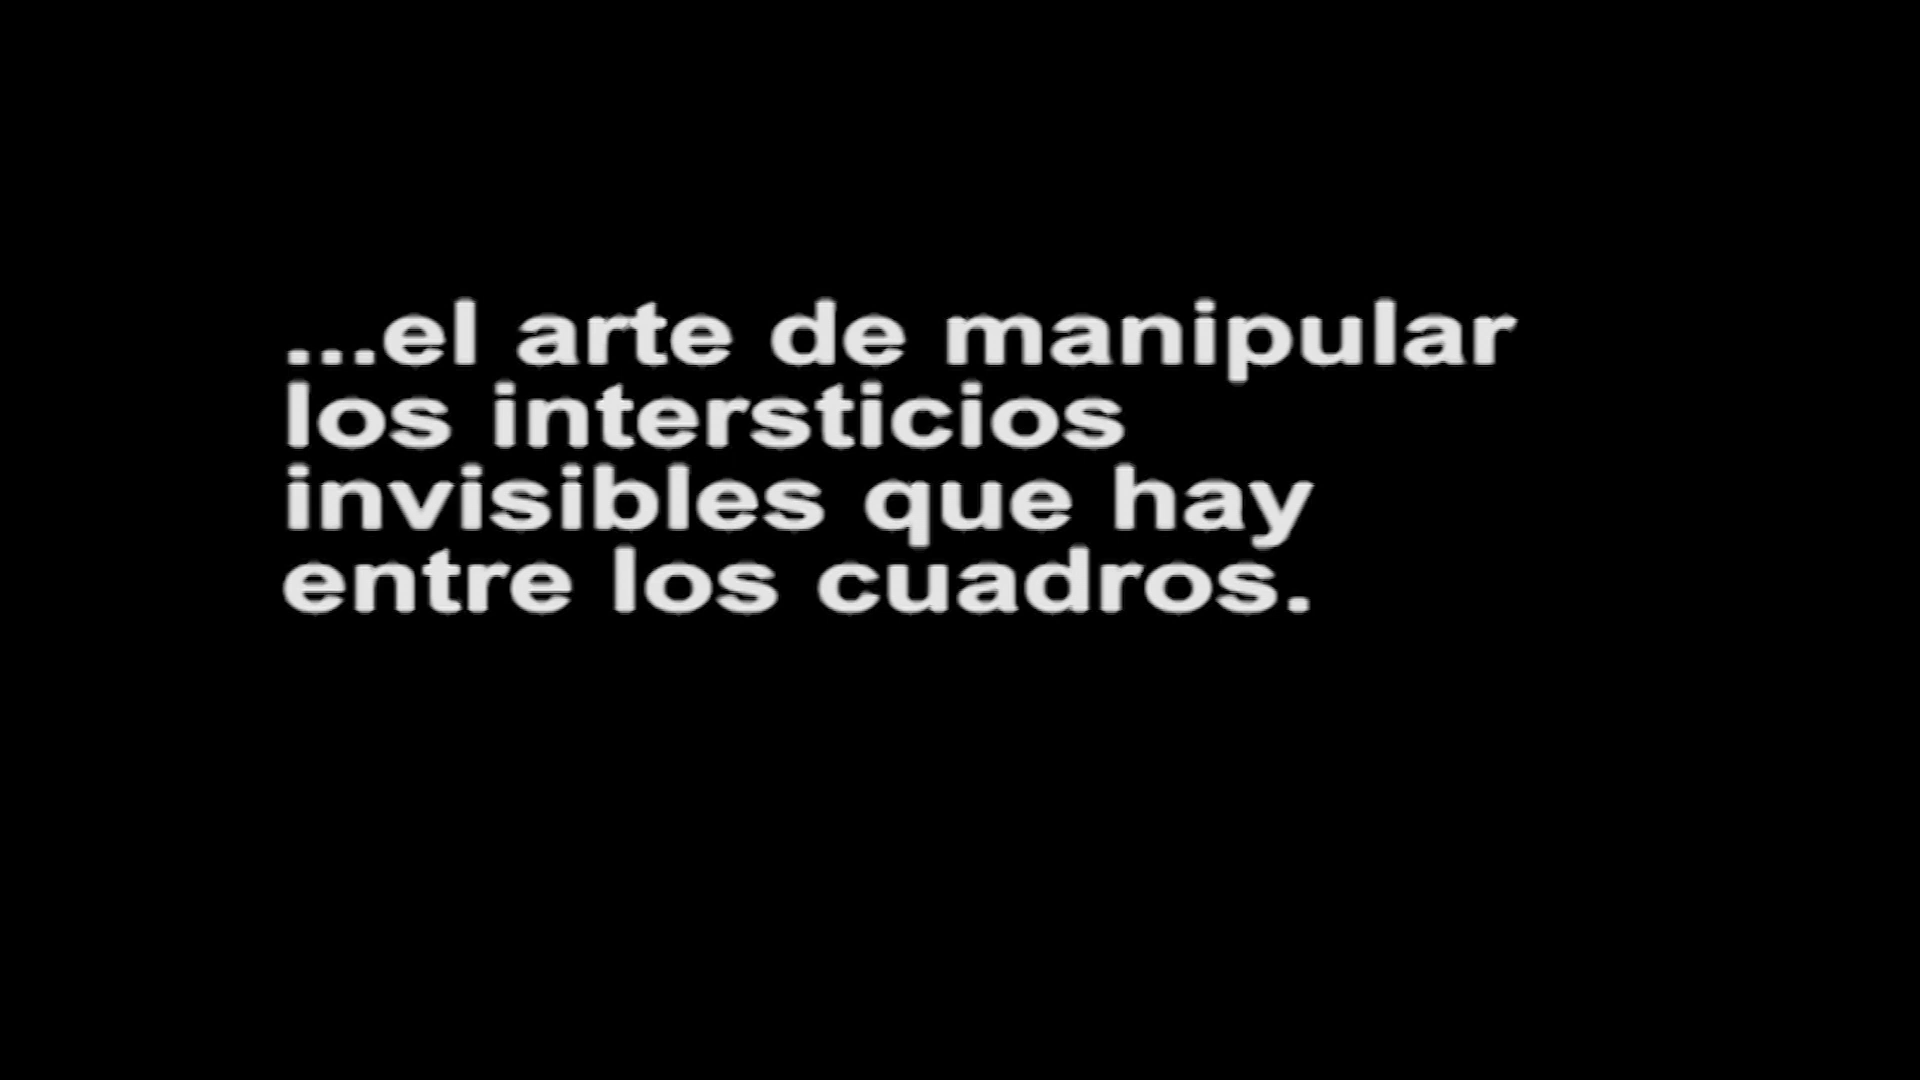 ...el arte de manipular
los intersticios
invisibles que hay
entre los cuadros.